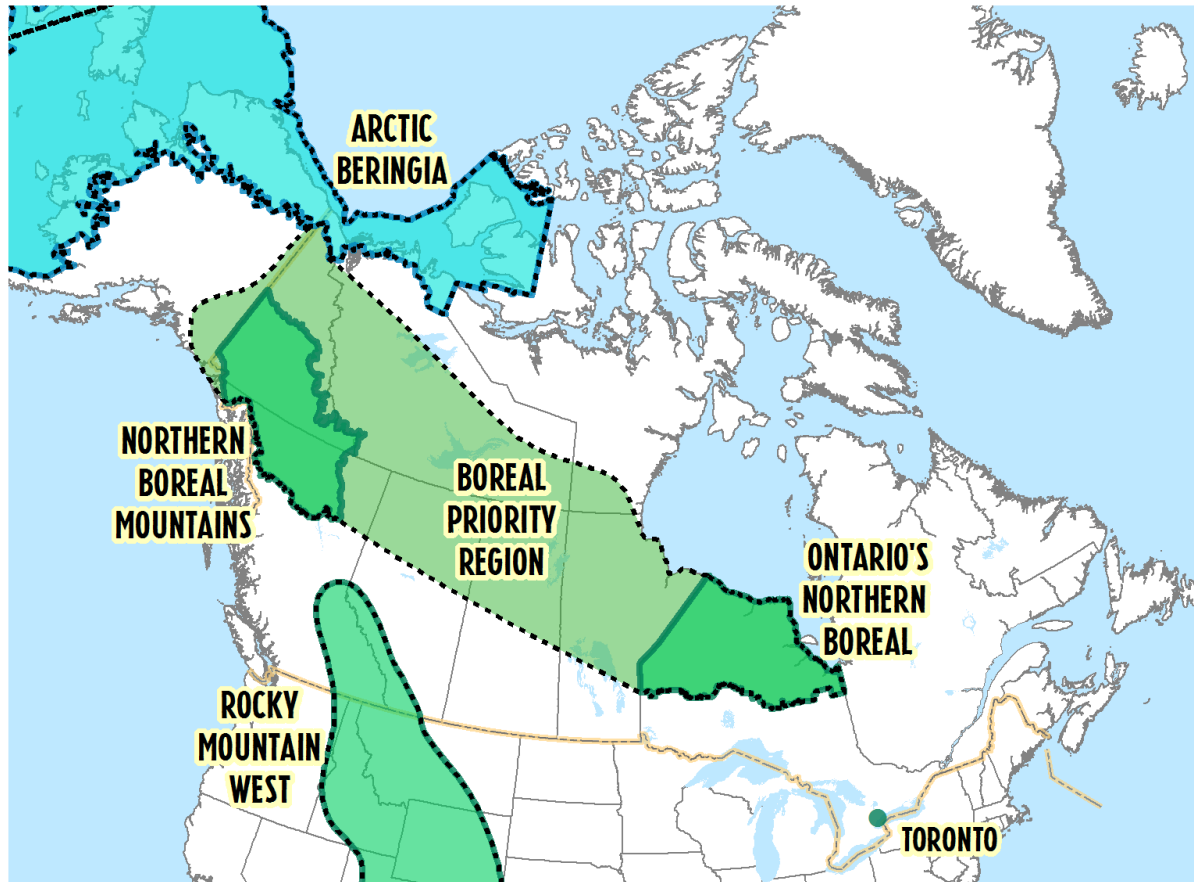 ARCTIC
BERINGIA
NORTHERN
BOREAL
MOUNTAINS
BOREAL
PRIORITY
REGION
ONTARIO'S
NORTHERN
BOREAL
ROCKY
MOUNTAIN
WEST
TORONTO